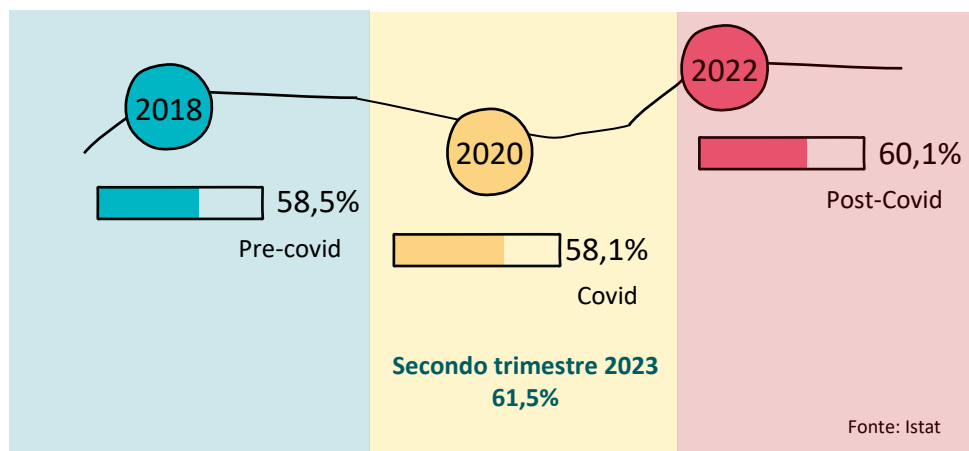 2018
58,5%
Pre-covid
2020
58,1%
Covid
2022
60,1%
Post-Covid
Secondo trimestre 2023
61,5%
Fonte: Istat